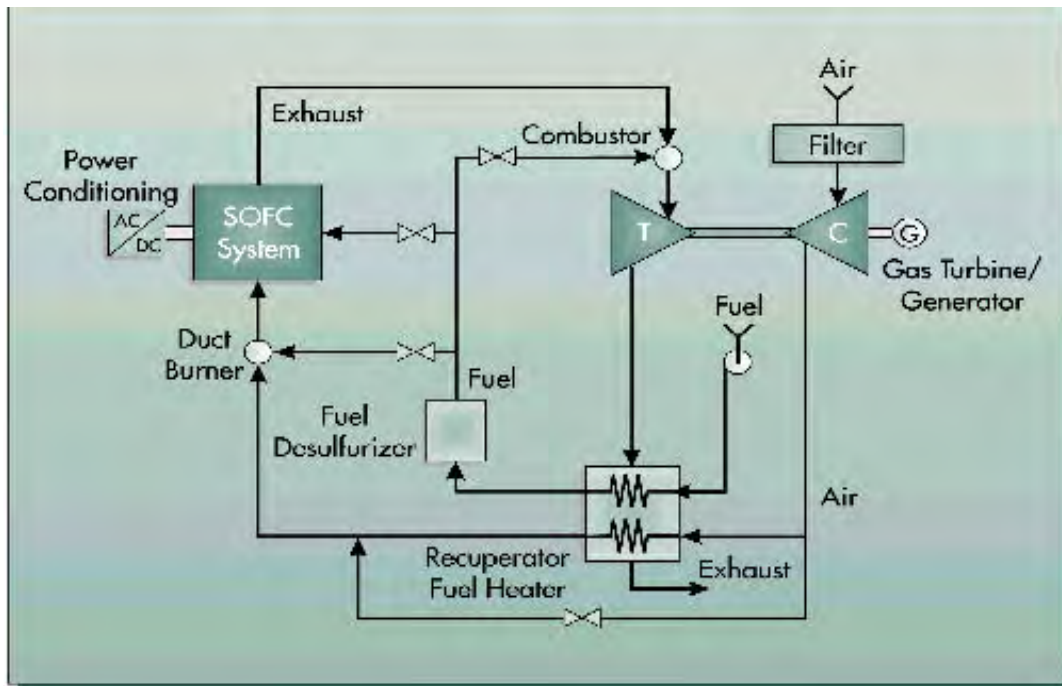 Air
Exhaust
Combustor
Filter
Power
Conditioning
AC
DC
SOFC
System
T
C
G
Gas Turbine/
Generator
Fuel
Duct
Burner
Fuel
Fuel
Desulfurizer
Air
Recuperator
Fuel Heater
Exhaust